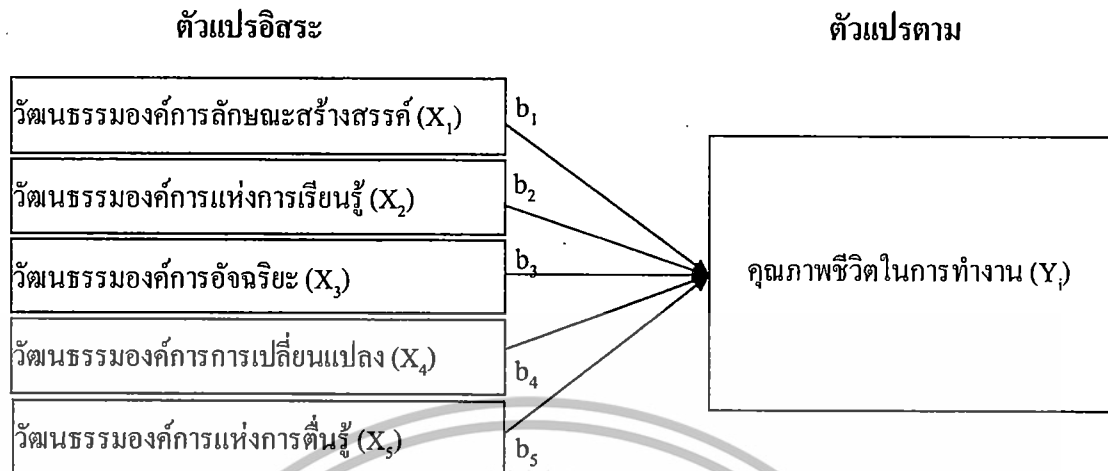 ตัวแปรอิสระ
ตัวแปรตาม
วัฒนธรรมองค์การลักษณะสร้างสรรค์ (X₁)
b₁
วัฒนธรรมองค์การแห่งการเรียนรู้ (X₂)
b₂
วัฒนธรรมองค์การอัจฉริยะ (X₃)
b₃
คุณภาพชีวิตในการทำงาน (Yᵢ)
วัฒนธรรมองค์การการเปลี่ยนแปลง (X₄)
b₄
วัฒนธรรมองค์การแห่งการตื่นรู้ (X₅)
b₅